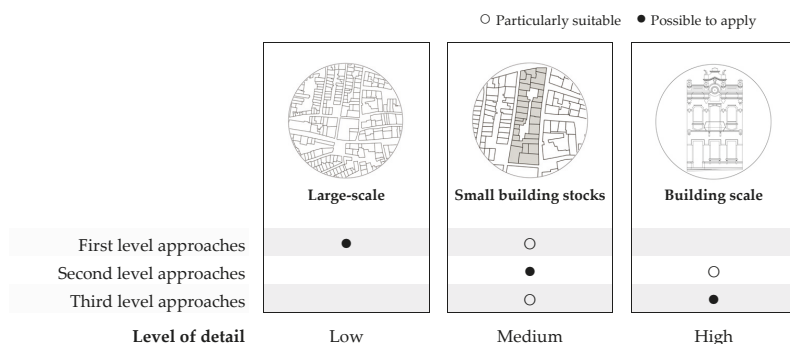 ○ Particularly suitable ● Possible to apply
Large-scale Small building stocks Building scale
First level approaches ● ○
Second level approaches ● ○
Third level approaches ○ ●
Level of detail Low Medium High